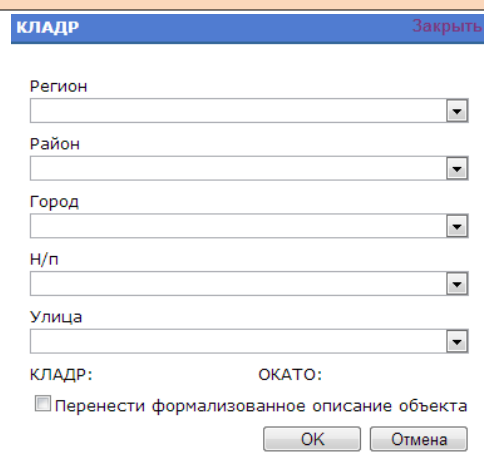 КЛАДР Закрыть
Регион
Район
Город
Н/п
Улица
КЛАДР: ОКАТО:
Перенести формализованное описание объекта
OK Отмена